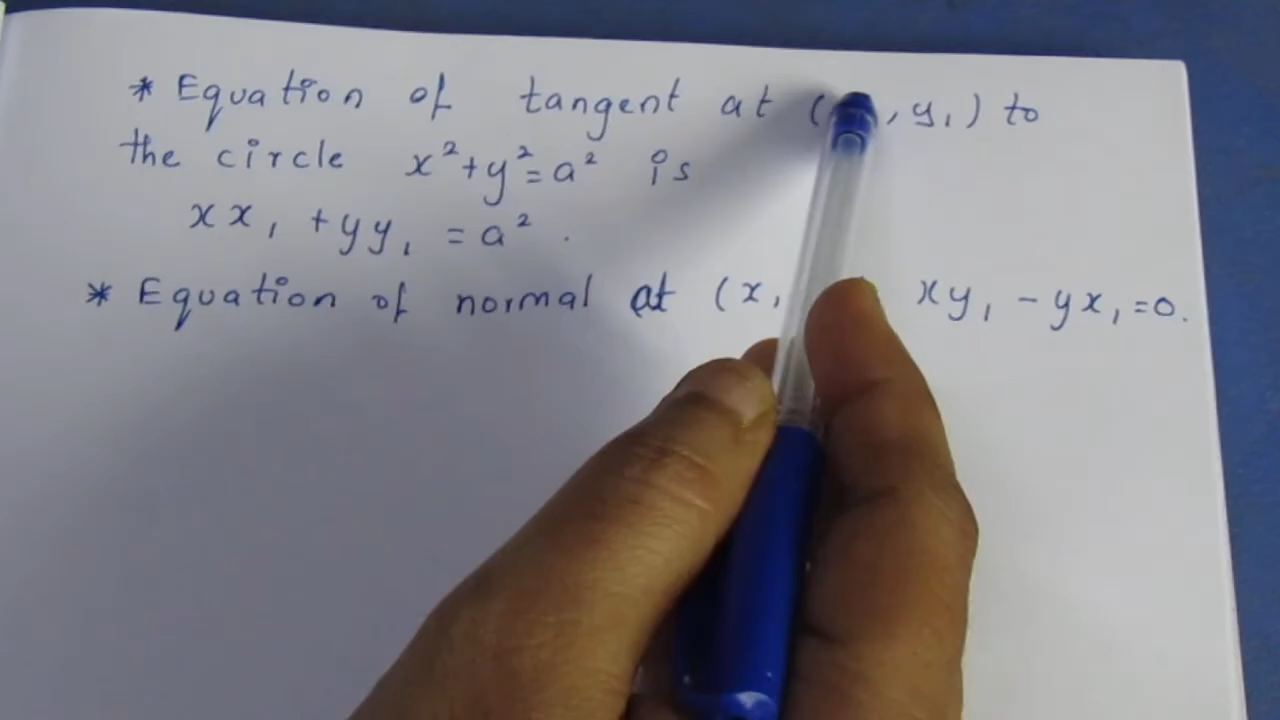 * Equation of tangent at ( , y₁) to
the circle x²+y²=a² is
xx₁ +yy₁ = a² .
* Equation of normal at (x₁ xy₁ - yx₁ =0.